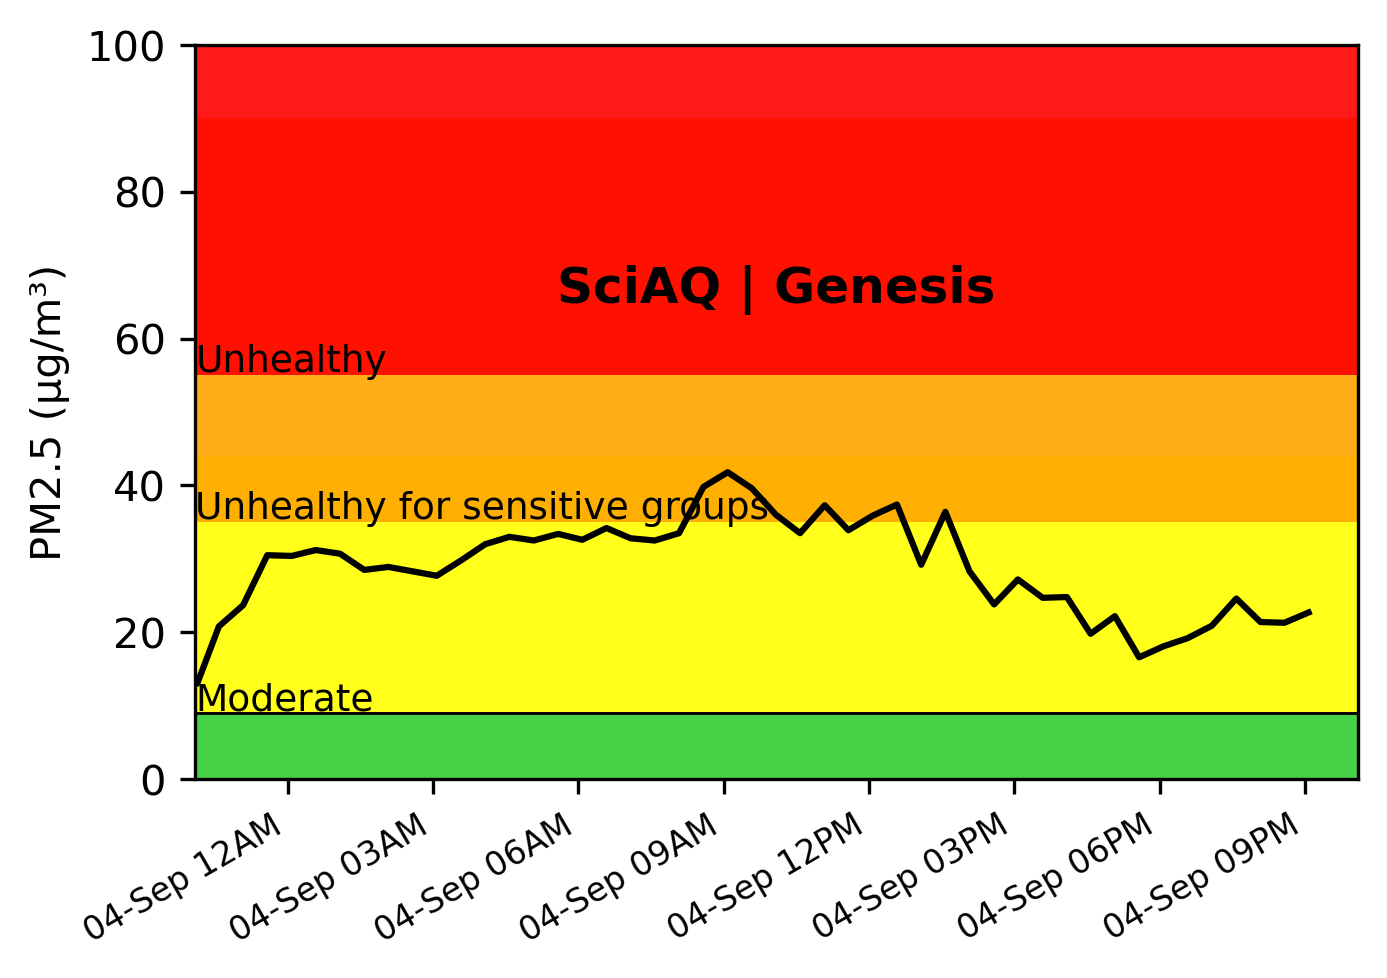 100
80
60
40
20
0
PM2.5 (µg/m³)
SciAQ | Genesis
Unhealthy
Unhealthy for sensitive groups
Moderate
04-Sep 12AM
04-Sep 03AM
04-Sep 06AM
04-Sep 09AM
04-Sep 12PM
04-Sep 03PM
04-Sep 06PM
04-Sep 09PM